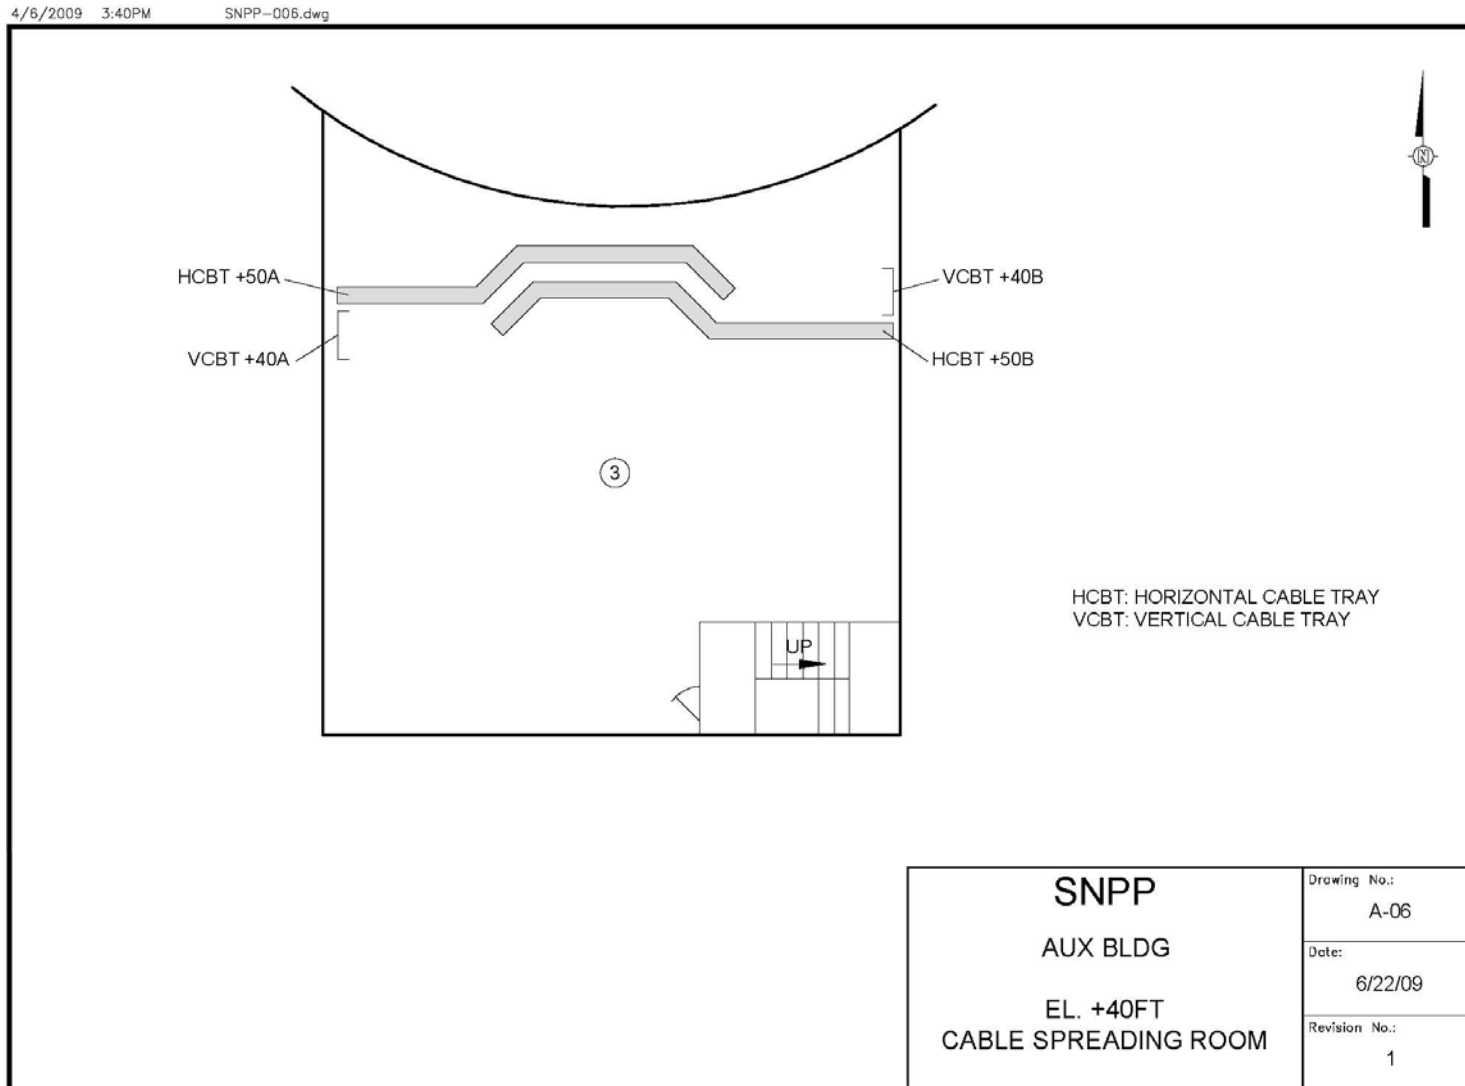 4/6/2009 3:40PM SNPP-006.dwg
N
HCBT +50A
VCBT +40B
VCBT +40A
HCBT +50B
3
HCBT: HORIZONTAL CABLE TRAY
VCBT: VERTICAL CABLE TRAY
UP
SNPP
AUX BLDG
EL. +40FT
CABLE SPREADING ROOM
Drawing No.:
A-06
Date:
6/22/09
Revision No.:
1